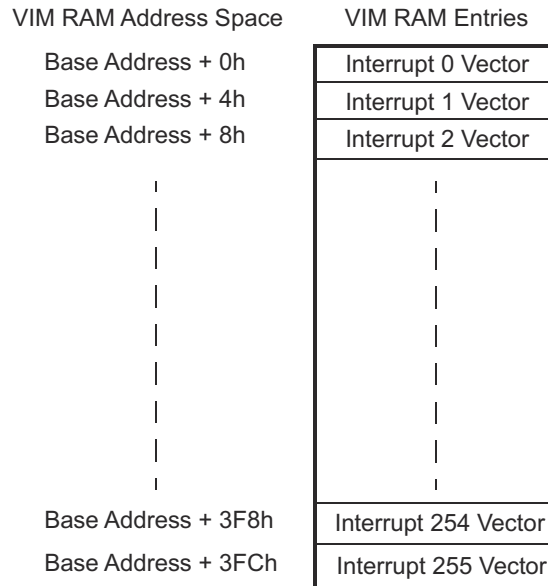 VIM RAM Address Space VIM RAM Entries
Base Address + 0h Interrupt 0 Vector
Base Address + 4h Interrupt 1 Vector
Base Address + 8h Interrupt 2 Vector
Base Address + 3F8h Interrupt 254 Vector
Base Address + 3FCh Interrupt 255 Vector